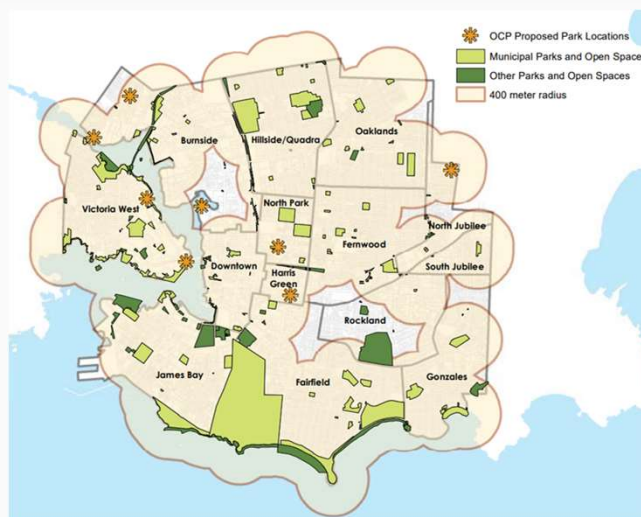 OCP Proposed Park Locations
Municipal Parks and Open Space
Other Parks and Open Spaces
400 meter radius
Burnside
Hillside/Quadra
Oaklands
Victoria West
North Park
North Jubilee
Fernwood
Downtown
South Jubilee
Harris
Green
Rockland
James Bay
Fairfield
Gonzales